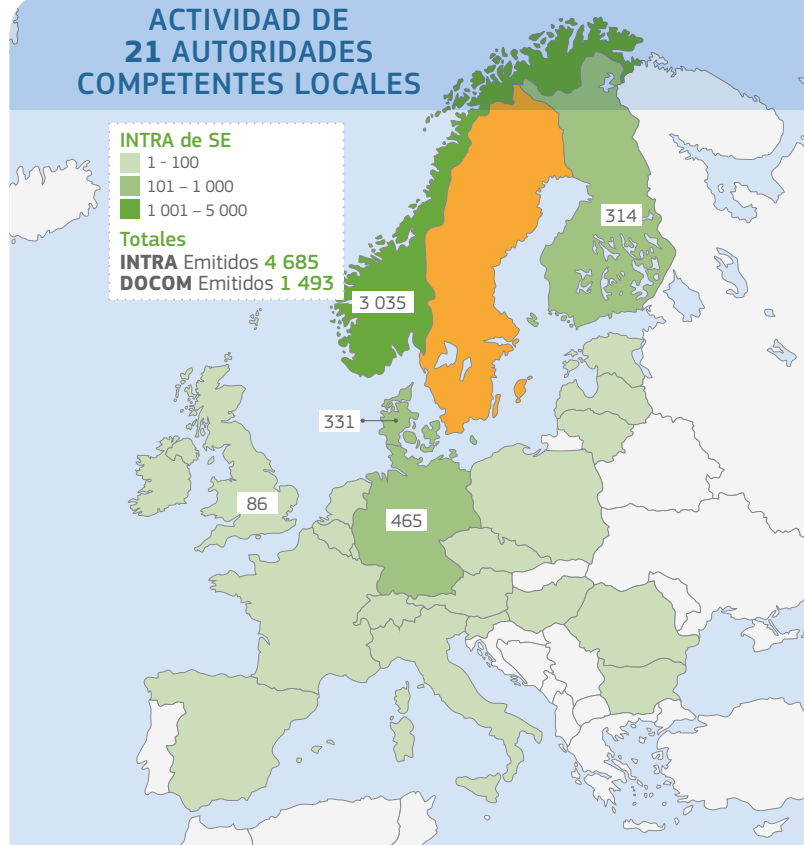 ACTIVIDAD DE
21 AUTORIDADES
COMPETENTES LOCALES
INTRA de SE
1 - 100
101 – 1 000
1 001 – 5 000
Totales
INTRA Emitidos 4 685
DOCOM Emitidos 1 493
314
3 035
331
86
465